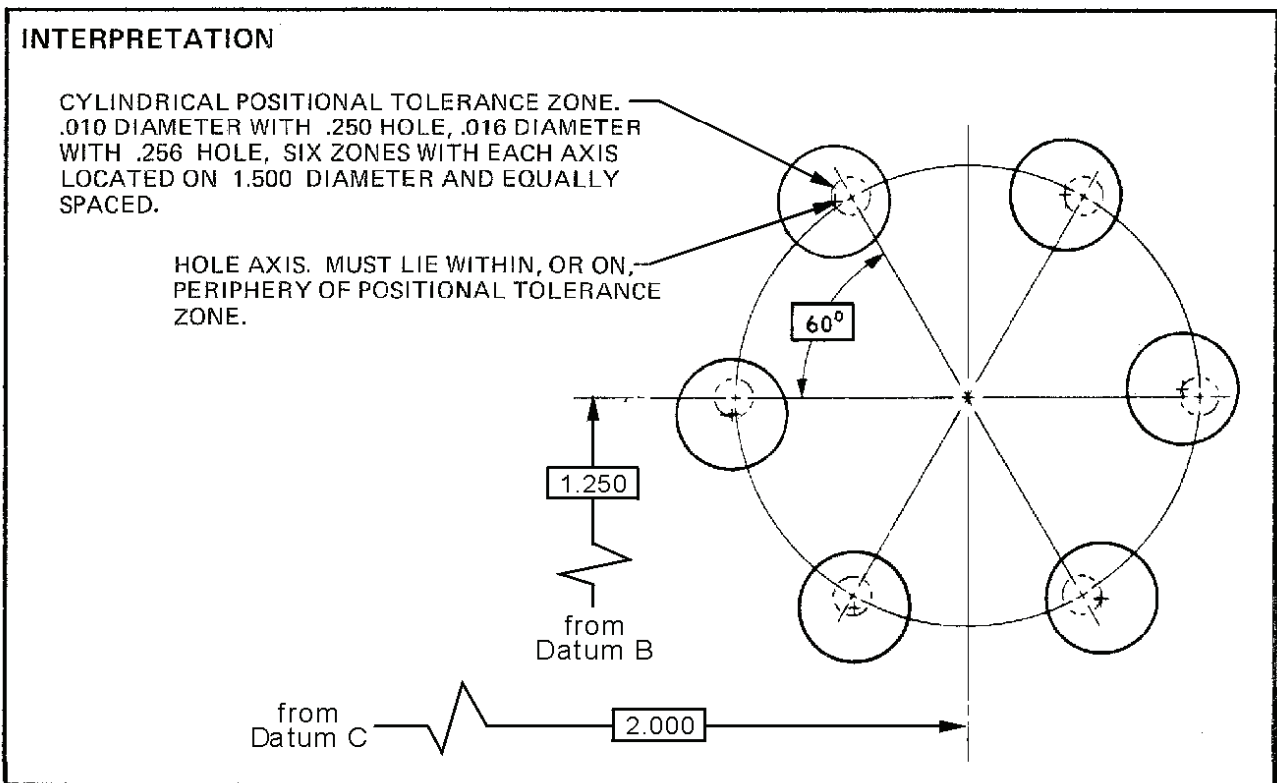 INTERPRETATION
CYLINDRICAL POSITIONAL TOLERANCE ZONE.
.010 DIAMETER WITH .250 HOLE, .016 DIAMETER
WITH .256 HOLE, SIX ZONES WITH EACH AXIS
LOCATED ON 1.500 DIAMETER AND EQUALLY
SPACED.
HOLE AXIS. MUST LIE WITHIN, OR ON,
PERIPHERY OF POSITIONAL TOLERANCE
ZONE.
60⁰
1.250
from
Datum B
from
Datum C
2.000